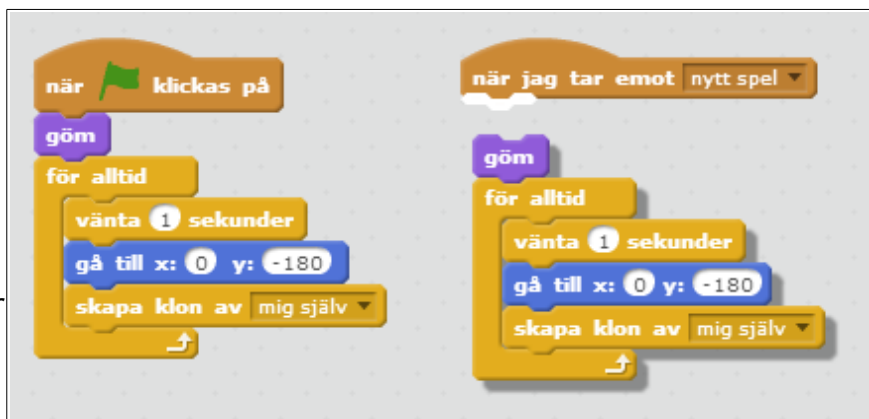 när klickas på
göm
för alltid
vänta 1 sekunder
gå till x: 0 y: -180
skapa klon av mig själv
när jag tar emot nytt spel
göm
för alltid
vänta 1 sekunder
gå till x: 0 y: -180
skapa klon av mig själv